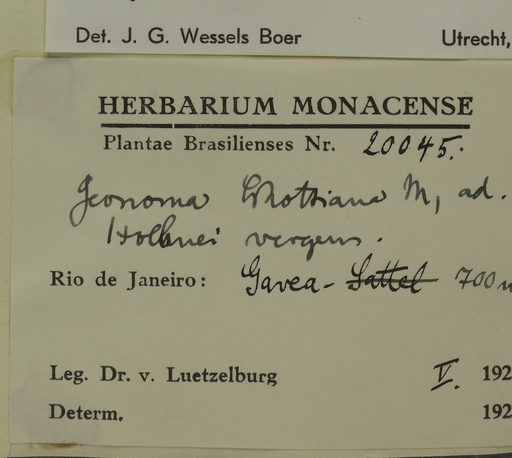 Det. J. G. Wessels Boer Utrecht,
HERBARIUM MONACENSE
Plantae Brasilienses Nr. 20045.
Geonoma Schottiana M, ad.
vergens.
Rio de Janeiro: Gavea - Sattel 700 m
Leg. Dr. v. Luetzelburg V. 192
Determ. 192